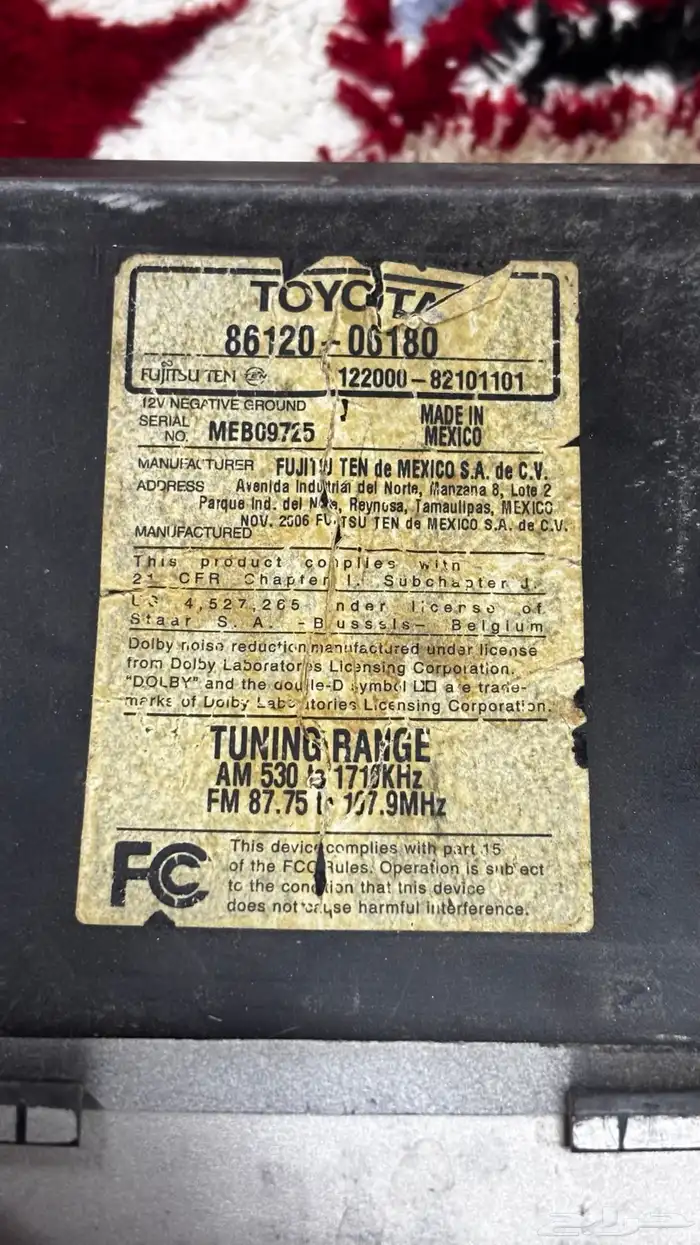 TOYOTA
86120-06180
FUJITSU TEN TEN 122000-82101101
12V NEGATIVE GROUND
SERIAL NO. MEB09725
MADE IN MEXICO
MANUFACTURER FUJITSU TEN de MEXICO S.A. de C.V.
ADDRESS Avenida Industrial del Norte, Manzana 8, Lote 2
Parque Ind. del Norte, Reynosa, Tamaulipas, MEXICO
MANUFACTURED NOV. 2006 FUJITSU TEN de MEXICO S.A. de C.V.
This product complies with
21 CFR Chapter I. Subchapter J.
US 4,527,265 under license of
Staar S. A. -Brussels- Belgium
Dolby noise reduction manufactured under license
from Dolby Laboratories Licensing Corporation.
"DOLBY" and the double-D symbol are trade-
marks of Dolby Laboratories Licensing Corporation.
TUNING RANGE
AM 530 to 1710KHz
FM 87.75 to 107.9MHz
FC This device complies with part 15
of the FCC Rules. Operation is subject
to the condition that this device
does not cause harmful interference.
حراج